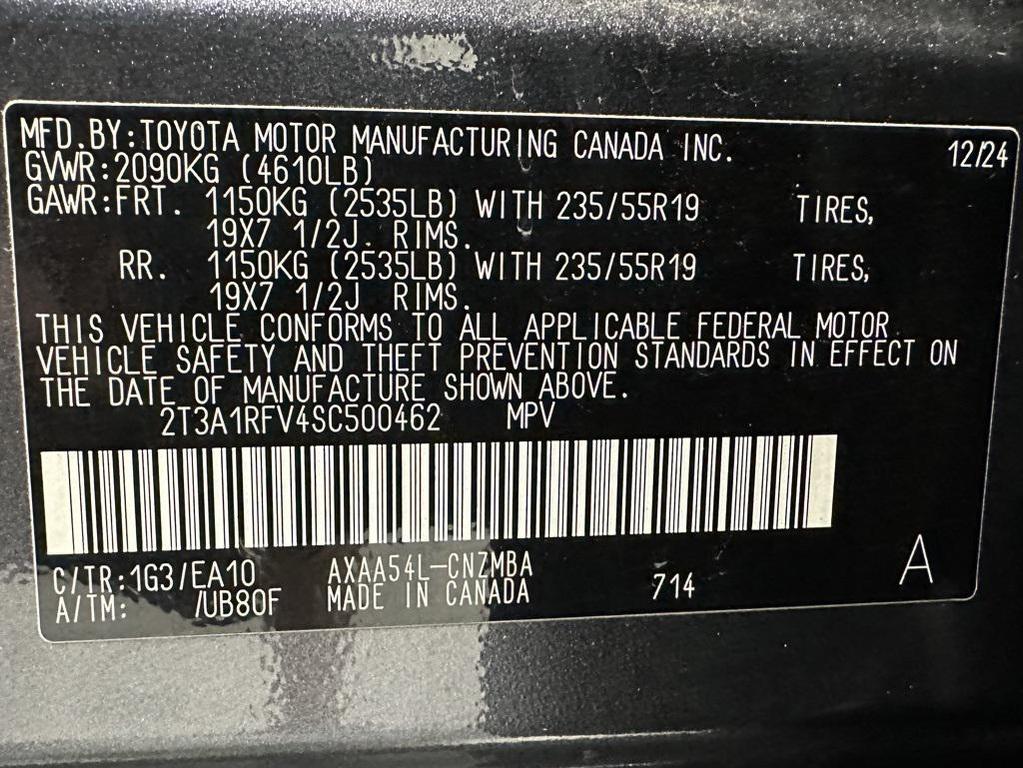 MFD.BY:TOYOTA MOTOR MANUFACTURING CANADA INC. 12/24
GVWR:2090KG (4610LB)
GAWR:FRT. 1150KG (2535LB) WITH 235/55R19 TIRES,
19X7 1/2J RIMS.
RR. 1150KG (2535LB) WITH 235/55R19 TIRES,
19X7 1/2J RIMS.
THIS VEHICLE CONFORMS TO ALL APPLICABLE FEDERAL MOTOR
VEHICLE SAFETY AND THEFT PREVENTION STANDARDS IN EFFECT ON
THE DATE OF MANUFACTURE SHOWN ABOVE.
2T3A1RFV4SC500462 MPV
C/TR:1G3/EA10 AXAA54L-CNZMBA
A/TM: /UB80F MADE IN CANADA 714 A